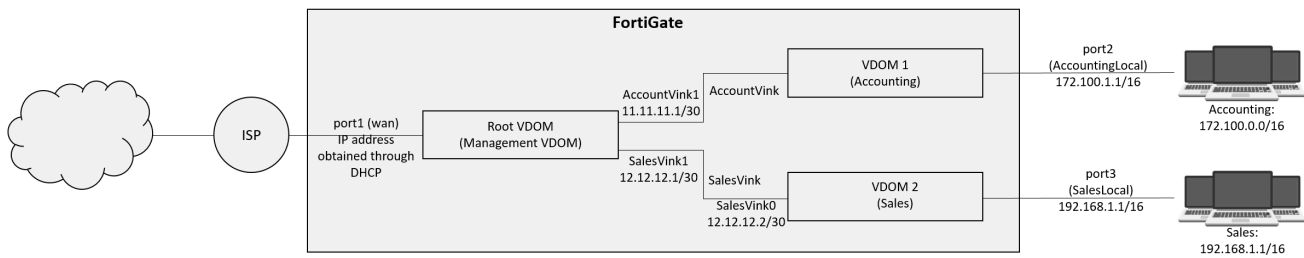 FortiGate
ISP
port1 (wan)
IP address
obtained through
DHCP
Root VDOM
(Management VDOM)
AccountVink1
11.11.11.1/30
AccountVink
SalesVink1
12.12.12.1/30
SalesVink
SalesVink0
12.12.12.2/30
VDOM 1
(Accounting)
VDOM 2
(Sales)
port2
(AccountingLocal)
172.100.1.1/16
Accounting:
172.100.0.0/16
port3
(SalesLocal)
192.168.1.1/16
Sales:
192.168.1.1/16